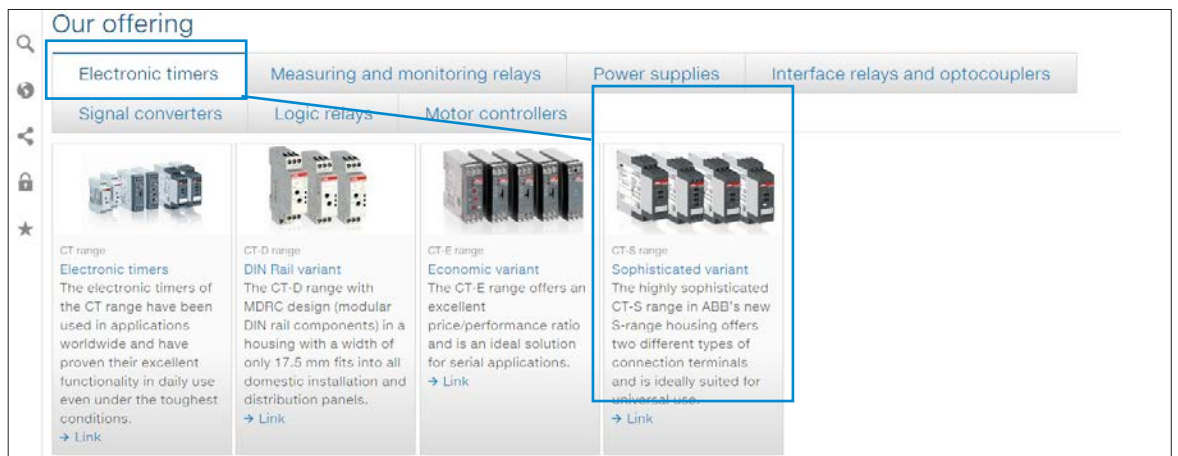 Our offering
Electronic timers
Measuring and monitoring relays
Power supplies
Interface relays and optocouplers
Signal converters
Logic relays
Motor controllers
CT range
Electronic timers
The electronic timers of
the CT range have been
used in applications
worldwide and have
proven their excellent
functionality in daily use
even under the toughest
conditions.
→ Link
CT-D range
DIN Rail variant
The CT-D range with
MDRC design (modular
DIN rail components) in a
housing with a width of
only 17.5 mm fits into all
domestic installation and
distribution panels.
→ Link
CT-E range
Economic variant
The CT-E range offers an
excellent
price/performance ratio
and is an ideal solution
for serial applications.
→ Link
CT-S range
Sophisticated variant
The highly sophisticated
CT-S range in ABB's new
S-range housing offers
two different types of
connection terminals
and is ideally suited for
universal use.
→ Link